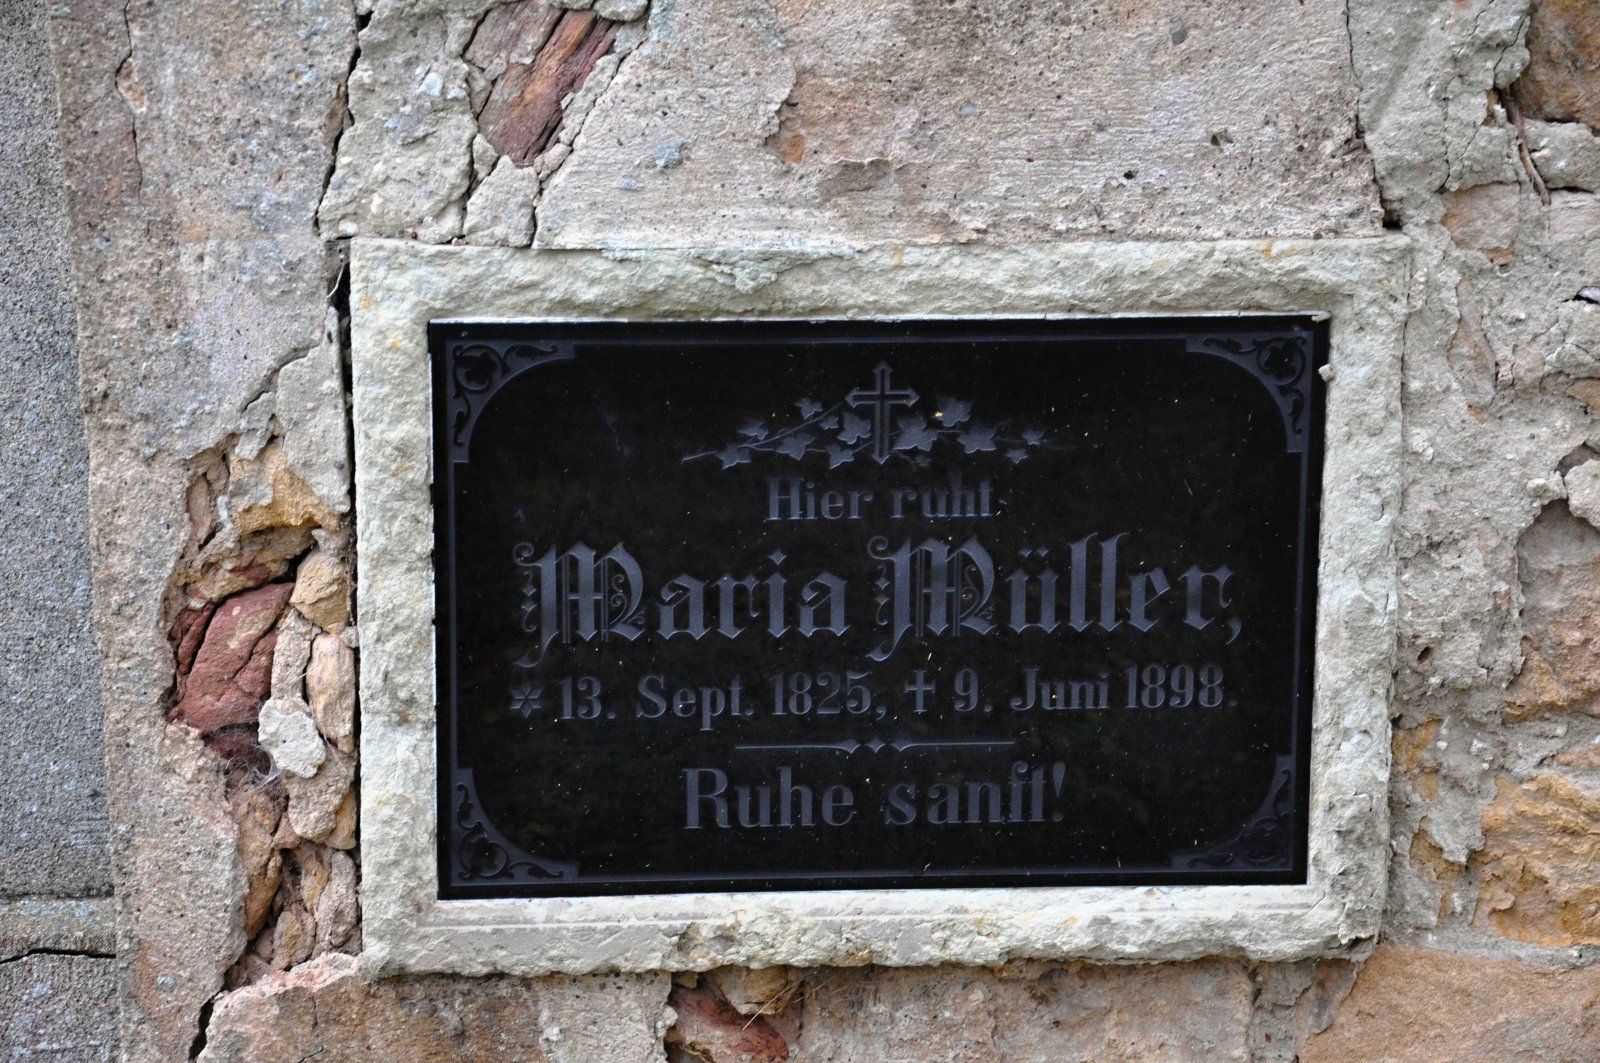 Hier ruht
Maria Müller,
* 13. Sept. 1825, † 9. Juni 1898.
Ruhe sanft!